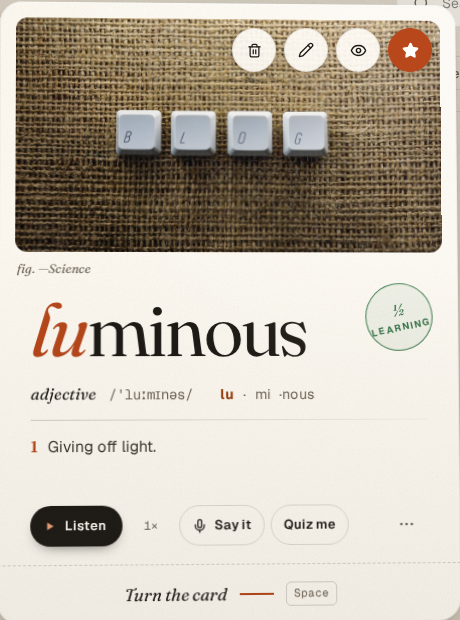 Se
B L O G
fig. —Science
luminous
½
LEARNING
adjective /ˈluːmɪnəs/ lu · mi ·nous
1 Giving off light.
Listen 1× Say it Quiz me ···
Turn the card Space